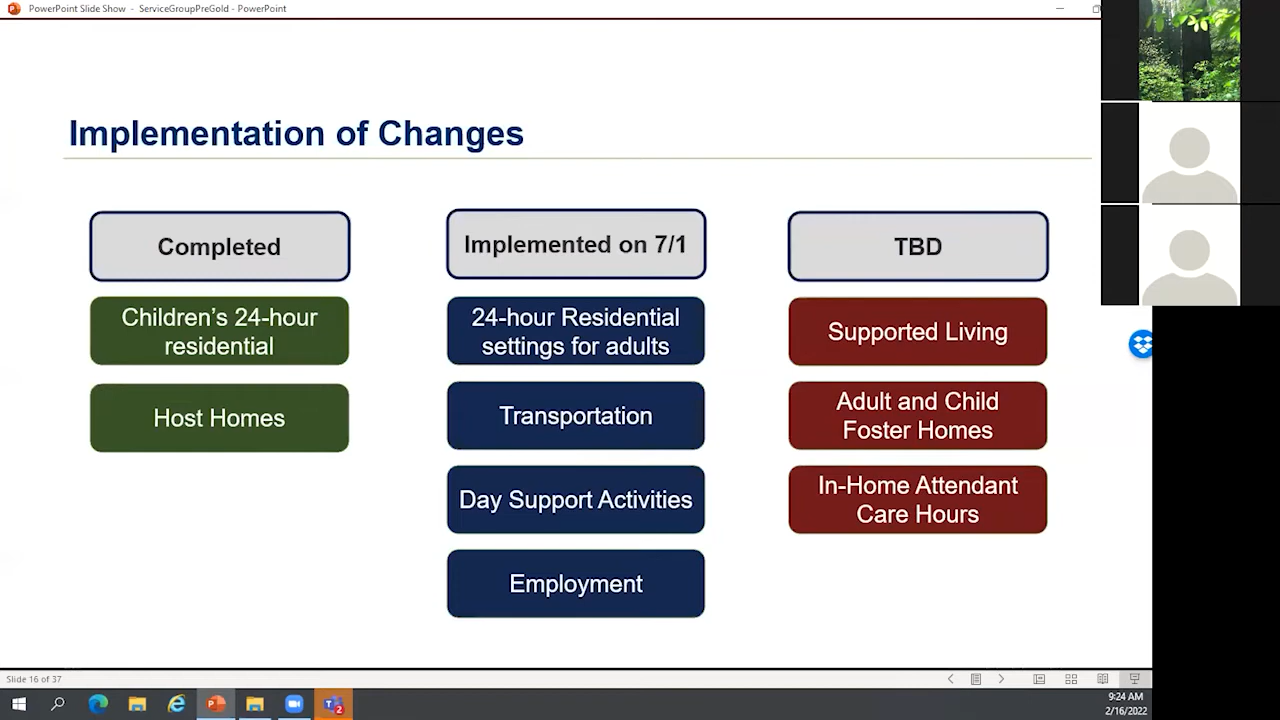 PowerPoint Slide Show - ServiceGroupPreGold - PowerPoint
Implementation of Changes
Completed
Children's 24-hour
residential
Host Homes
Implemented on 7/1
24-hour Residential
settings for adults
Transportation
Day Support Activities
Employment
TBD
Supported Living
Adult and Child
Foster Homes
In-Home Attendant
Care Hours
Slide 16 of 37
2
9:24 AM
2/16/2022